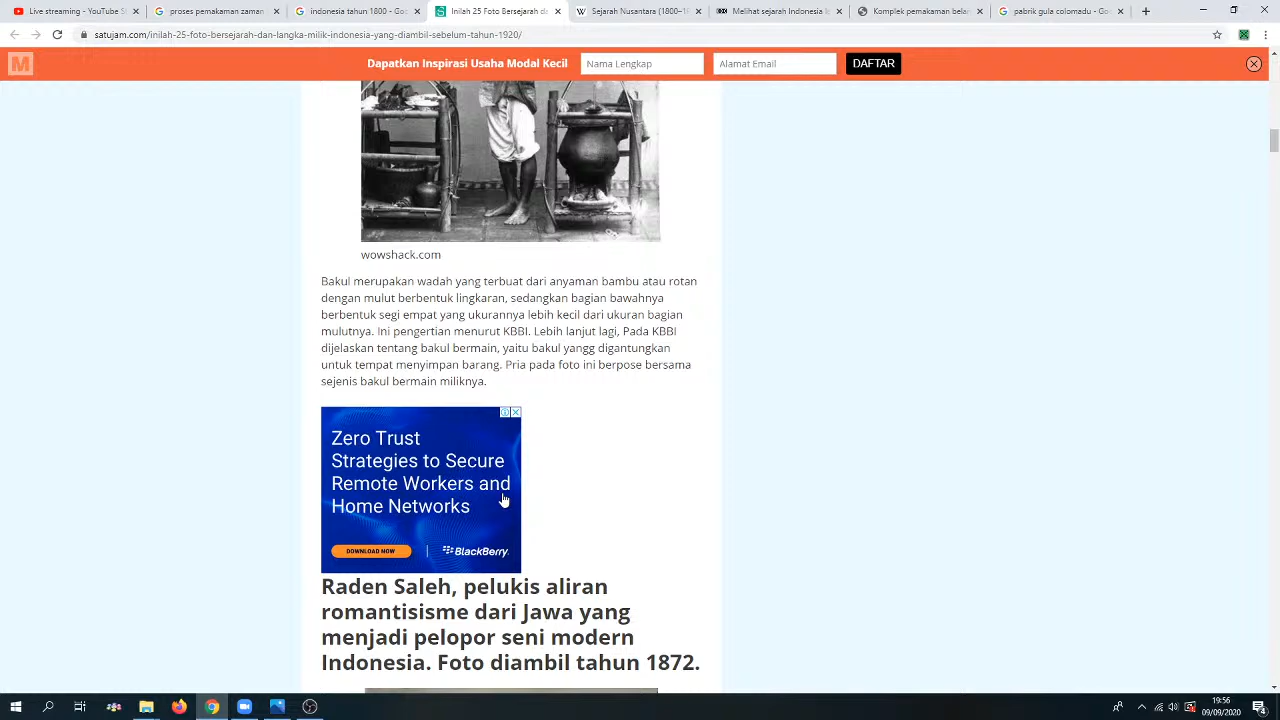 Live streaming - YouTube S
proses pemakaman zaman
indonesia tahun 1800 - Goo
Inilah 25 Foto Bersejarah da
Sejarah Nusantara (1800–19
Melihat sejarah Indonesia le
Komplek pemakaman bela
pabrik gula colomadu - Goo
satujam.com/inilah-25-foto-bersejarah-dan-langka-milik-indonesia-yang-diambil-sebelum-tahun-1920/
M
Dapatkan Inspirasi Usaha Modal Kecil
Nama Lengkap
Alamat Email
DAFTAR
wowshack.com
Bakul merupakan wadah yang terbuat dari anyaman bambu atau rotan
dengan mulut berbentuk lingkaran, sedangkan bagian bawahnya
berbentuk segi empat yang ukurannya lebih kecil dari ukuran bagian
mulutnya. Ini pengertian menurut KBBI. Lebih lanjut lagi, Pada KBBI
dijelaskan tentang bakul bermain, yaitu bakul yangg digantungkan
untuk tempat menyimpan barang. Pria pada foto ini berpose bersama
sejenis bakul bermain miliknya.
Zero Trust
Strategies to Secure
Remote Workers and
Home Networks
DOWNLOAD NOW
BlackBerry
Raden Saleh, pelukis aliran
romantisisme dari Jawa yang
menjadi pelopor seni modern
Indonesia. Foto diambil tahun 1872.
19:56
09/09/2020